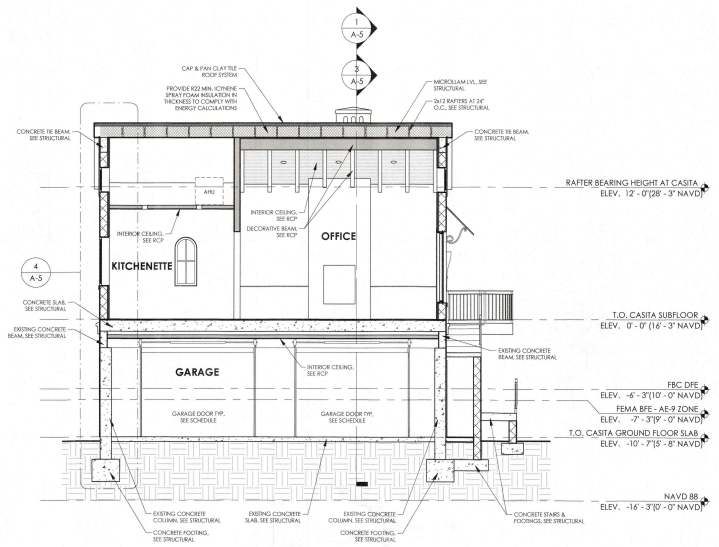 1
A-5
3
A-5
CAP & PAN CLAY TILE
ROOF SYSTEM
PROVIDE R22 MIN. ICYNENE
SPRAY FOAM INSULATION IN
THICKNESS TO COMPLY WITH
ENERGY CALCULATIONS
MICROLLAM LVL, SEE
STRUCTURAL
2x12 RAFTERS AT 24"
O.C., SEE STRUCTURAL
CONCRETE TIE BEAM,
SEE STRUCTURAL
CONCRETE TIE BEAM,
SEE STRUCTURAL
AHU
RAFTER BEARING HEIGHT AT CASITA
ELEV. 12' - 0"(28' - 3" NAVD)
INTERIOR CEILING,
SEE RCP
DECORATIVE BEAM,
SEE RCP
INTERIOR CEILING,
SEE RCP
OFFICE
KITCHENETTE
4
A-5
CONCRETE SLAB,
SEE STRUCTURAL
EXISTING CONCRETE
BEAM, SEE STRUCTURAL
T.O. CASITA SUBFLOOR
ELEV. 0' - 0" (16' - 3" NAVD)
EXISTING CONCRETE
BEAM, SEE STRUCTURAL
INTERIOR CEILING,
SEE RCP
GARAGE
FBC DFE
ELEV. -6' - 3"(10' - 0" NAVD)
GARAGE DOOR TYP,
SEE SCHEDULE
GARAGE DOOR TYP,
SEE SCHEDULE
FEMA BFE - AE-9 ZONE
ELEV. -7' - 3"(9' - 0" NAVD)
T.O. CASITA GROUND FLOOR SLAB
ELEV. -10' - 7"(5' - 8" NAVD)
NAVD 88
ELEV. -16' - 3"(0' - 0" NAVD)
EXISTING CONCRETE
COLUMN, SEE STRUCTURAL
CONCRETE FOOTING,
SEE STRUCTURAL
EXISTING CONCRETE
SLAB, SEE STRUCTURAL
EXISTING CONCRETE
COLUMN, SEE STRUCTURAL
CONCRETE FOOTING,
SEE STRUCTURAL
CONCRETE STAIRS &
FOOTINGS, SEE STRUCTURAL